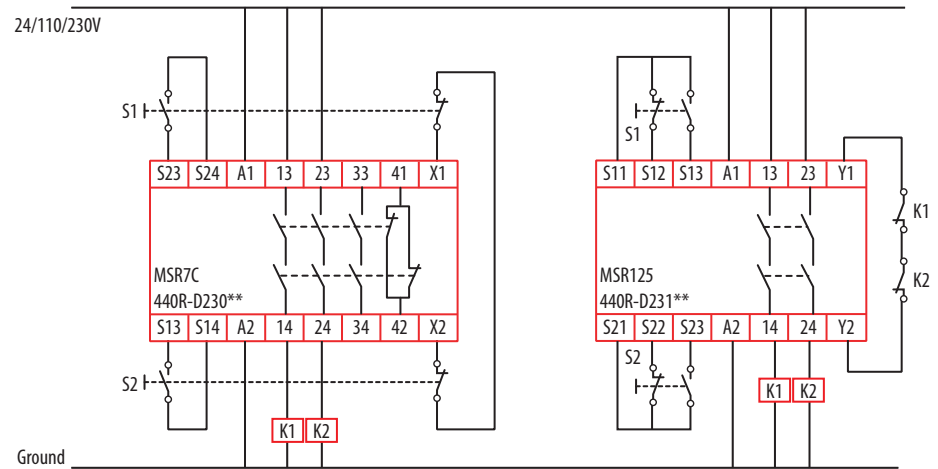 24/110/230V
S1
S1
S23 S24 A1 13 23 33 41 X1
S11 S12 S13 A1 13 23 Y1
K1
K2
MSR7C
440R-D230**
MSR125
440R-D231**
S13 S14 A2 14 24 34 42 X2
S21 S22 S23 A2 14 24 Y2
S2
S2
K1 K2
K1 K2
Ground